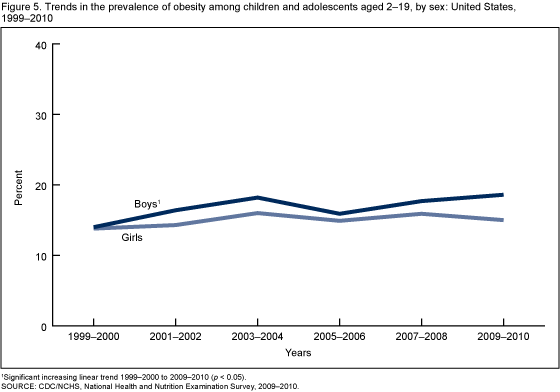 Figure 5. Trends in the prevalence of obesity among children and adolescents aged 2–19, by sex: United States,
1999–2010
40
30
20
10
0
Percent
Boys¹
Girls
1999–2000 2001–2002 2003–2004 2005–2006 2007–2008 2009–2010
Years
¹Significant increasing linear trend 1999–2000 to 2009–2010 (p < 0.05).
SOURCE: CDC/NCHS, National Health and Nutrition Examination Survey, 2009–2010.